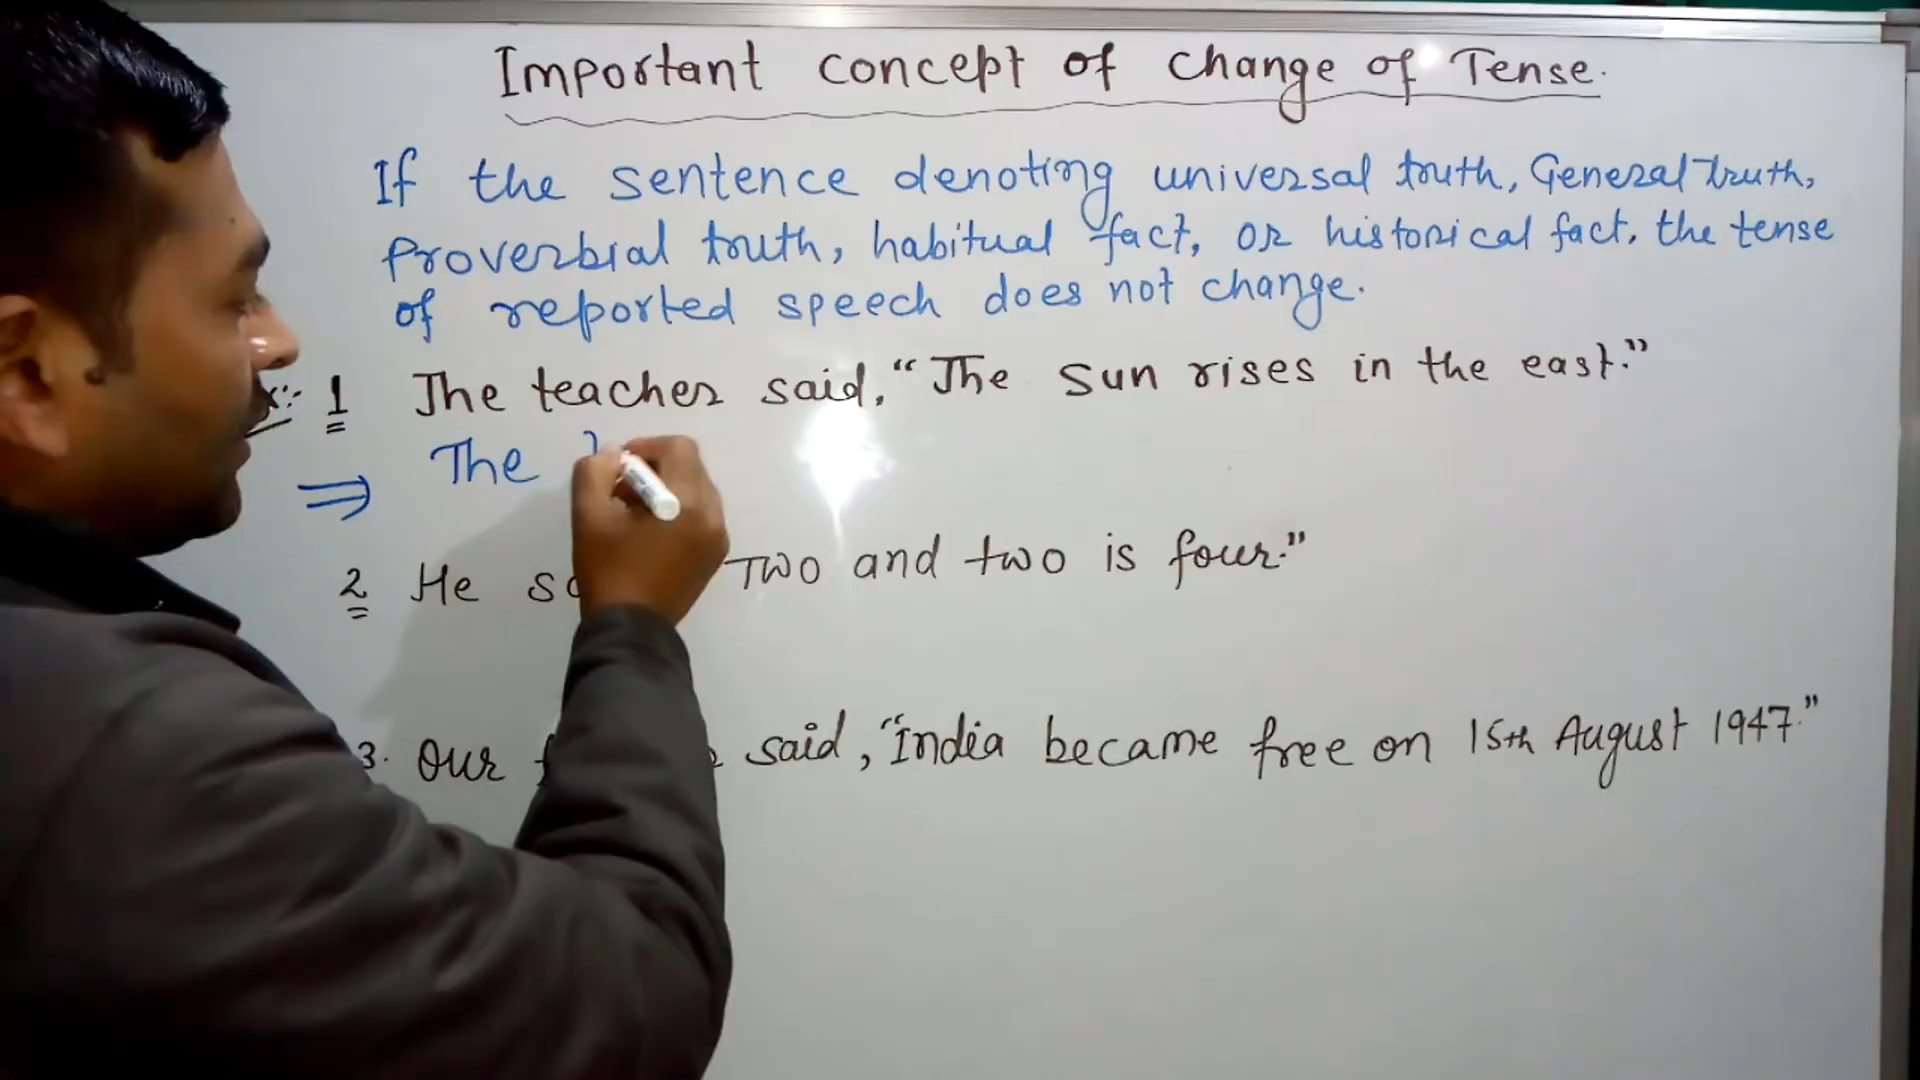 Important concept of change of Tense.
If the sentence denoting universal truth, General truth,
Proverbial truth, habitual fact, or historical fact, the tense
of reported speech does not change.
1 The teacher said, "The Sun rises in the east."
⇒ The
2 He Two and two is four."
3. Our said, "India became free on 15th August 1947."